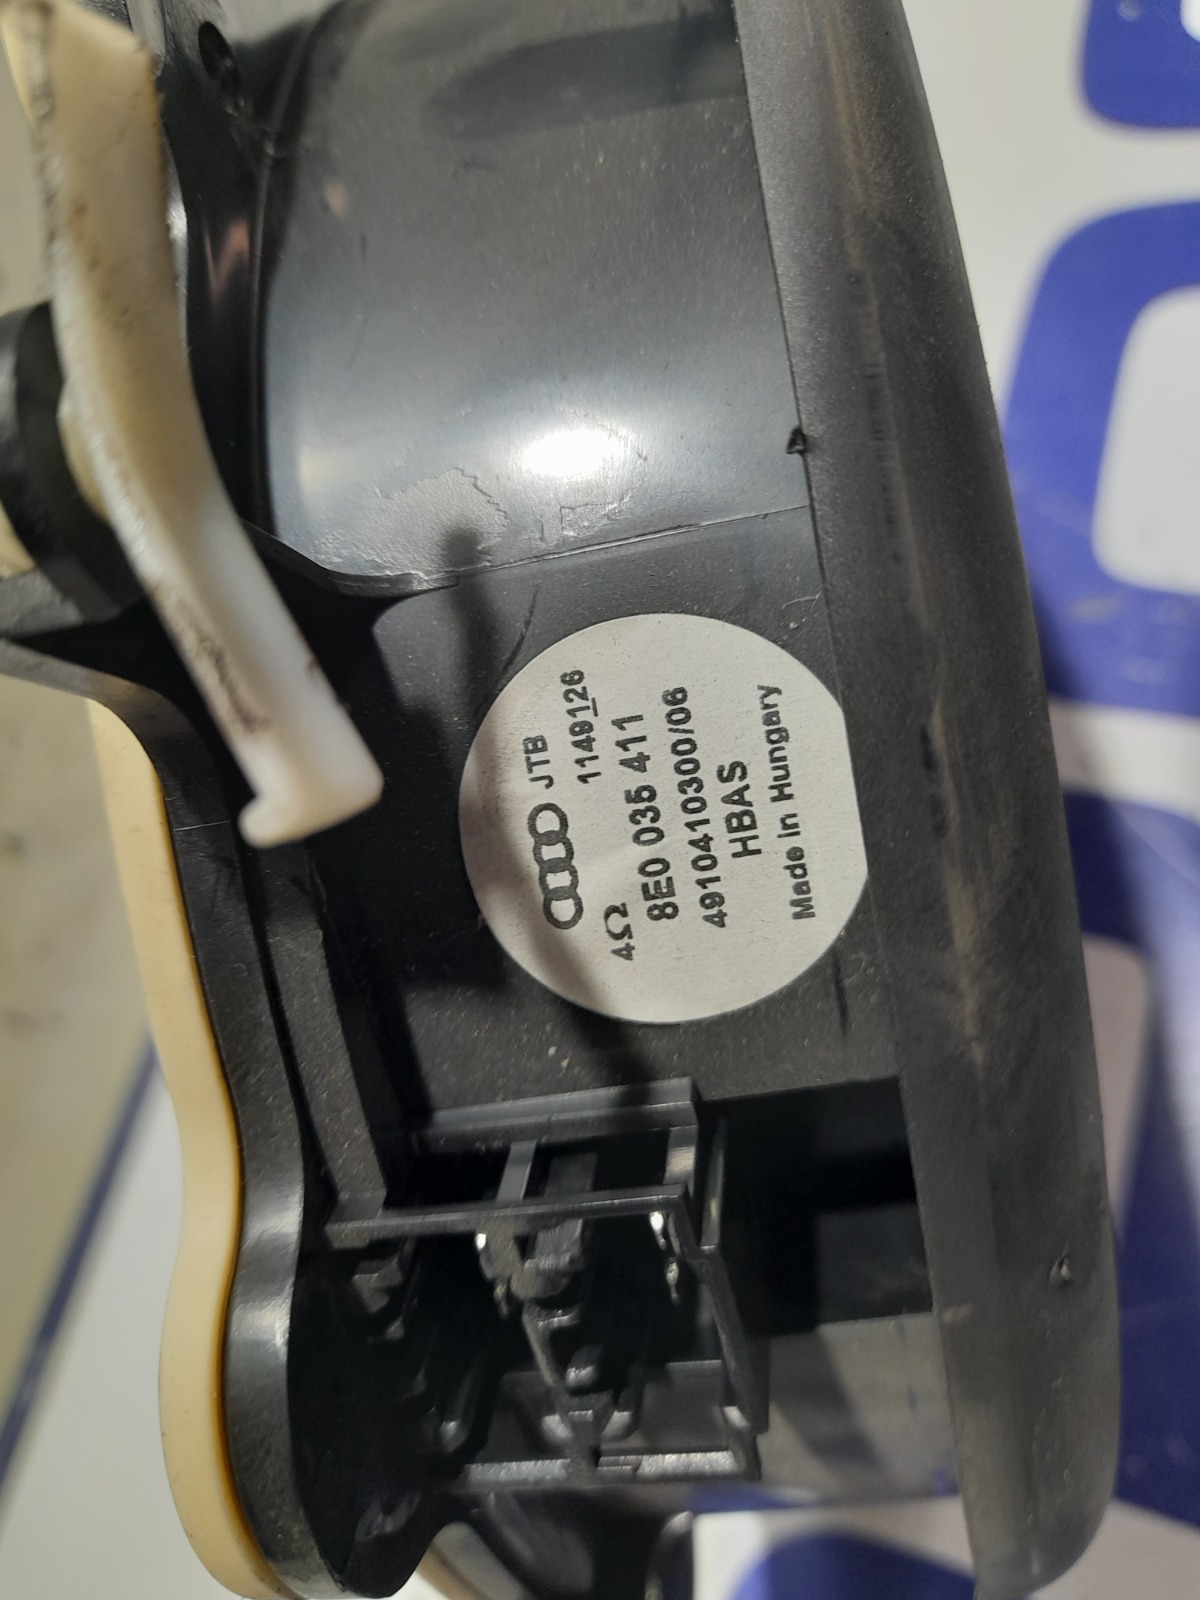 JTB
1149126
4Ω
8E0 035 411
4910410300/06
HBAS
Made in Hungary